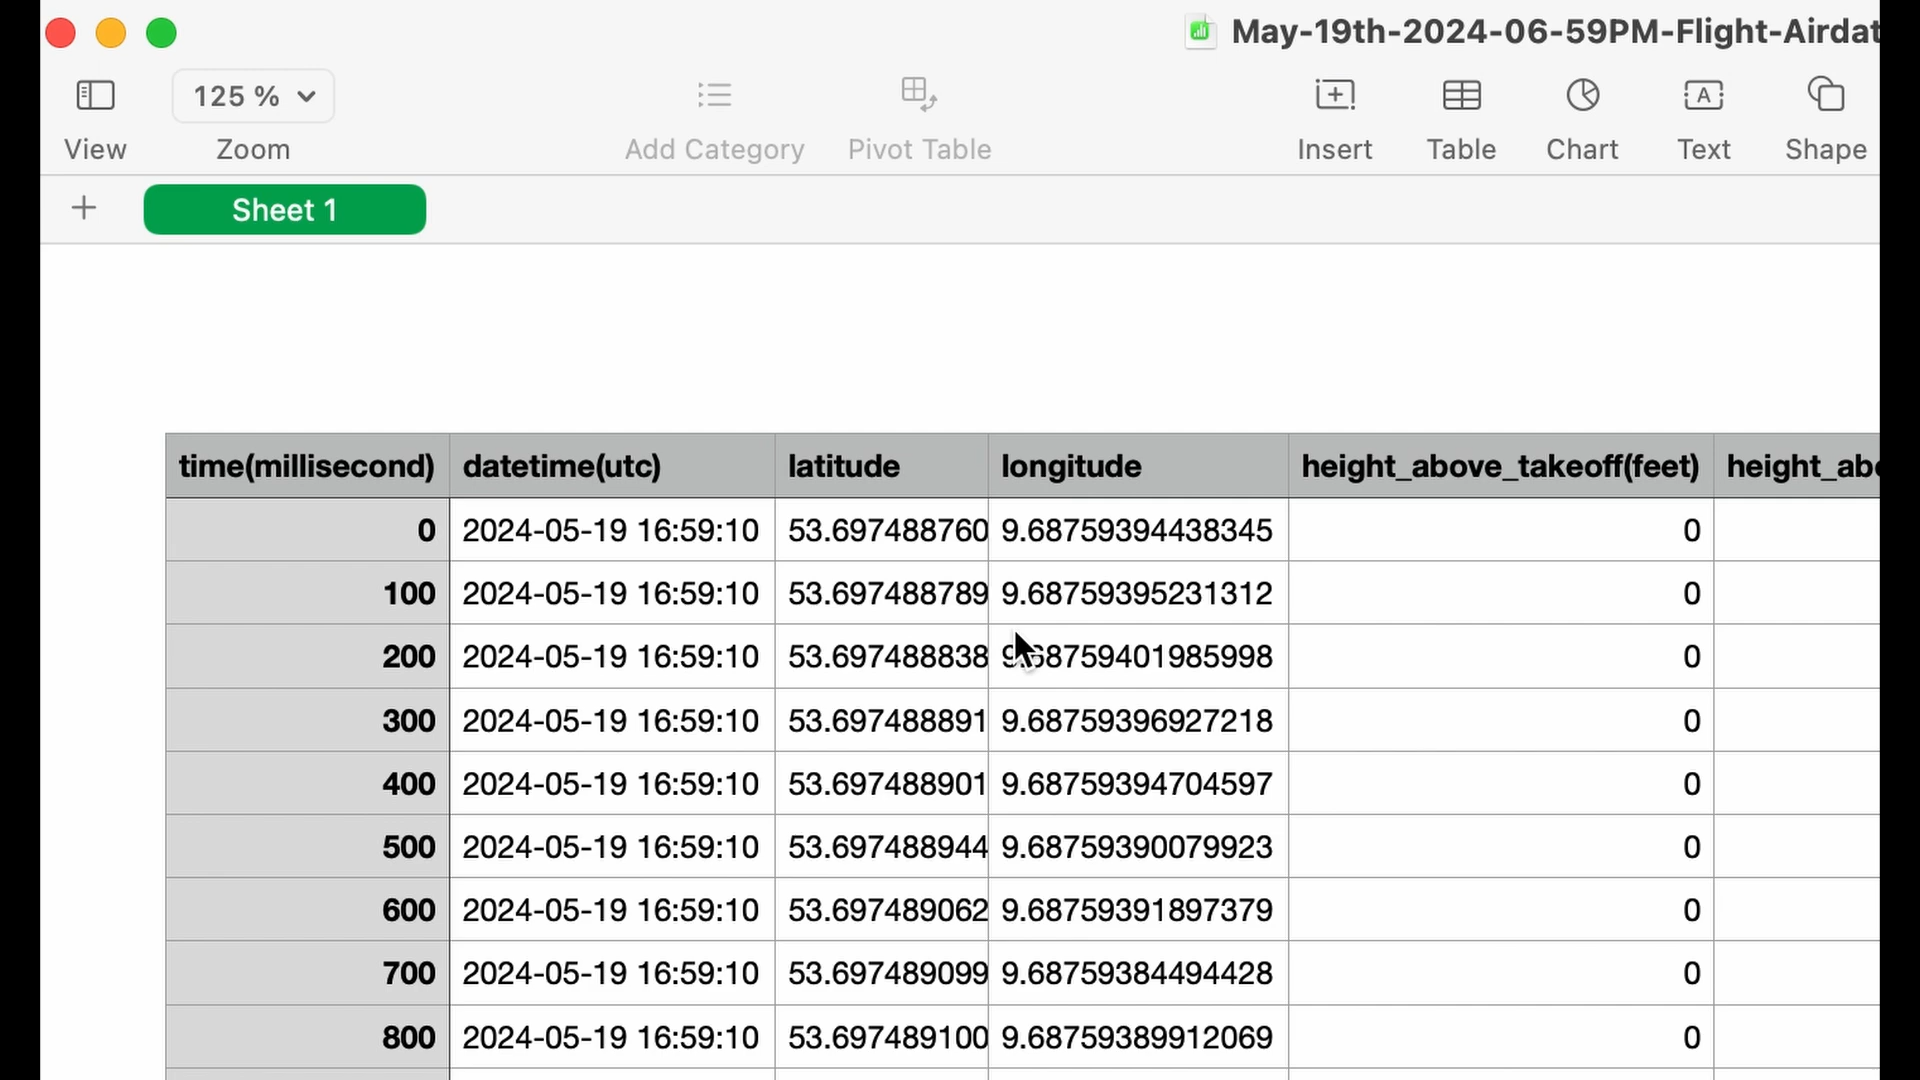 May-19th-2024-06-59PM-Flight-Airdat
125 %
View Zoom Add Category Pivot Table Insert Table Chart Text Shape
Sheet 1
time(millisecond) datetime(utc) latitude longitude height_above_takeoff(feet) height_abo
0 2024-05-19 16:59:10 53.697488760 9.68759394438345 0
100 2024-05-19 16:59:10 53.697488789 9.68759395231312 0
200 2024-05-19 16:59:10 53.697488838 9.68759401985998 0
300 2024-05-19 16:59:10 53.697488891 9.68759396927218 0
400 2024-05-19 16:59:10 53.697488901 9.68759394704597 0
500 2024-05-19 16:59:10 53.697488944 9.68759390079923 0
600 2024-05-19 16:59:10 53.697489062 9.68759391897379 0
700 2024-05-19 16:59:10 53.697489099 9.68759384494428 0
800 2024-05-19 16:59:10 53.697489100 9.68759389912069 0